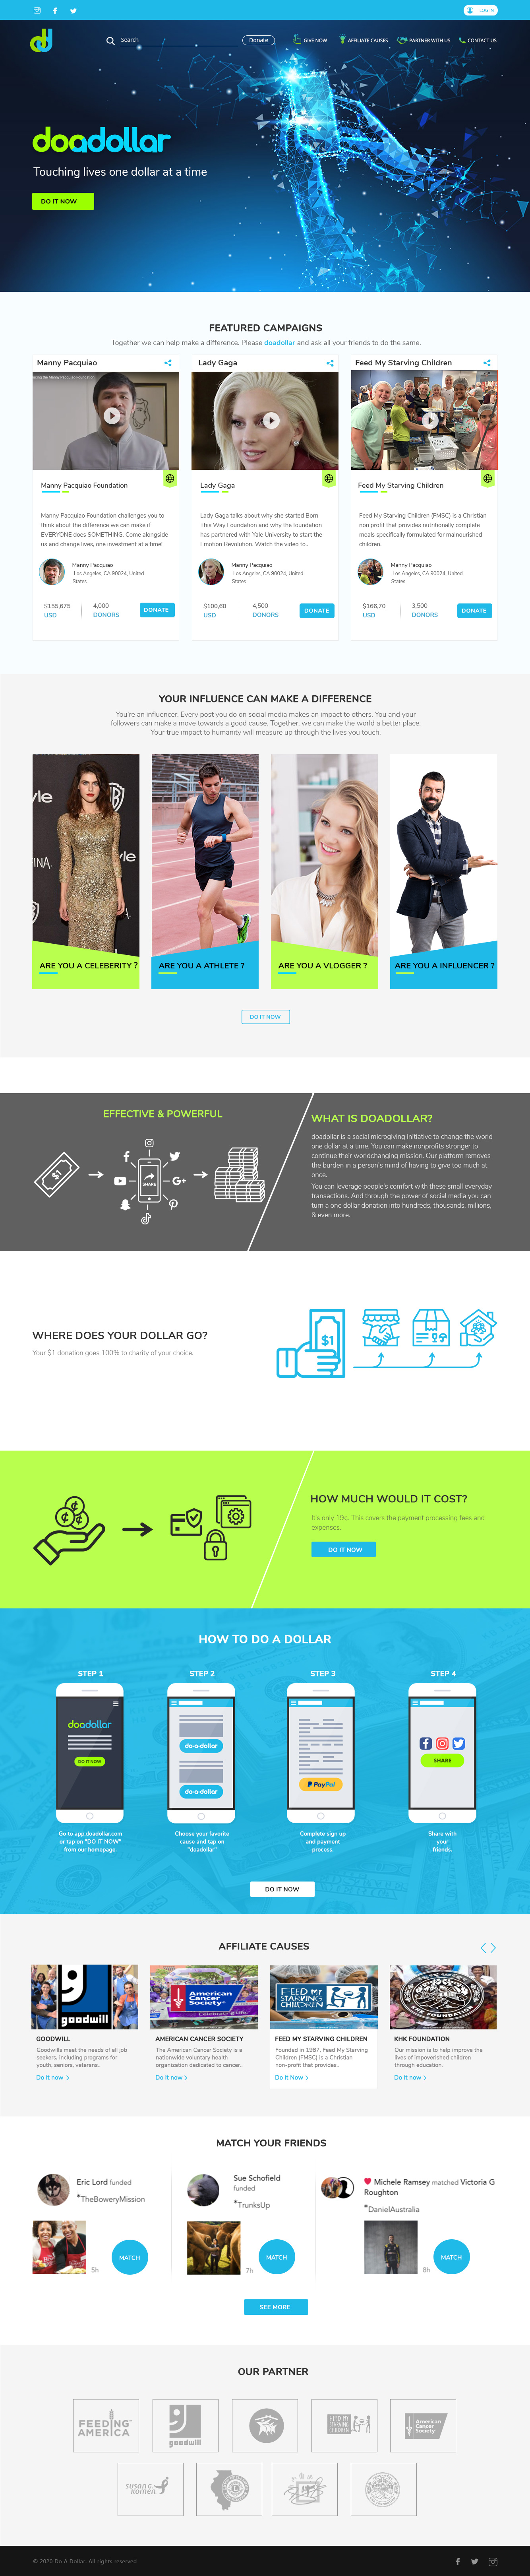 LOG IN
d
Search
Donate
GIVE NOW
AFFILIATE CAUSES
PARTNER WITH US
CONTACT US
doadollar
Touching lives one dollar at a time
DO IT NOW
FEATURED CAMPAIGNS
Together we can help make a difference. Please doadollar and ask all your friends to do the same.
Manny Pacquiao
Manny Pacquiao Foundation
Manny Pacquiao Foundation challenges you to
think about the difference we can make if
EVERYONE does SOMETHING. Come alongside
us and change lives, one investment at a time!
Manny Pacquiao
Los Angeles, CA 90024, United
States
$155,675
USD
4,000
DONORS
DONATE
Lady Gaga
Lady Gaga
Lady Gaga talks about why she started Born
This Way Foundation and why the foundation
has partnered with Yale University to start the
Emotion Revolution. Watch the video to..
Manny Pacquiao
Los Angeles, CA 90024, United
States
$100,60
USD
4,500
DONORS
DONATE
Feed My Starving Children
Feed My Starving Children
Feed My Starving Children (FMSC) is a Christian
non profit that provides nutritionally complete
meals specifically formulated for malnourished
children.
Manny Pacquiao
Los Angeles, CA 90024, United
States
$166,70
USD
3,500
DONORS
DONATE
YOUR INFLUENCE CAN MAKE A DIFFERENCE
You're an influencer. Every post you do on social media makes an impact to others. You and your
followers can make a move towards a good cause. Together, we can make the world a better place.
Your true impact to humanity will measure up through the lives you touch.
ARE YOU A CELEBERITY ?
ARE YOU A ATHLETE ?
ARE YOU A VLOGGER ?
ARE YOU A INFLUENCER ?
DO IT NOW
EFFECTIVE & POWERFUL
SHARE
G+
WHAT IS DOADOLLAR?
doadollar is a social microgiving initiative to change the world
one dollar at a time. You can make nonprofits stronger to
continue their worldchanging mission. Our platform removes
the burden in a person's mind of having to give too much at
once.
You can leverage people's comfort with these small everyday
transactions. And through the power of social media you can
turn a one dollar donation into hundreds, thousands, millions,
& even more.
WHERE DOES YOUR DOLLAR GO?
Your $1 donation goes 100% to charity of your choice.
$1
HOW MUCH WOULD IT COST?
It's only 19¢. This covers the payment processing fees and
expenses.
DO IT NOW
HOW TO DO A DOLLAR
STEP 1
doadollar
DO IT NOW
Go to app.doadollar.com
or tap on "DO IT NOW"
from our homepage.
STEP 2
do-a-dollar
do-a-dollar
Choose your favorite
cause and tap on
"doadollar"
STEP 3
PayPal
Complete sign up
and payment
process.
STEP 4
SHARE
Share with
your
friends.
DO IT NOW
AFFILIATE CAUSES
goodwill
GOODWILL
Goodwill meets the needs of all job
seekers, including programs for
youth, seniors, veterans..
Do it now
American
Cancer
Society
AMERICAN CANCER SOCIETY
The American Cancer Society is a
nationwide voluntary health
organization dedicated to cancer..
Do it now
FEED MY
STARVING
CHILDREN
FEED MY STARVING CHILDREN
Founded in 1987, Feed My Starving
Children (FMSC) is a Christian
non-profit that provides..
Do it Now
KHK FOUNDATION
Our mission is to help improve the
lives of impoverished children
through education.
Do it now
MATCH YOUR FRIENDS
Eric Lord funded
*TheBoweryMission
5h
MATCH
Sue Schofield
funded
*TrunksUp
7h
MATCH
Michele Ramsey matched Victoria G
Roughton
*DanielAustralia
8h
MATCH
SEE MORE
OUR PARTNER
FEEDING
AMERICA
goodwill
FEED MY
STARVING
CHILDREN
American
Cancer
Society
SUSAN G.
KOMEN
© 2020 Do A Dollar. All rights reserved